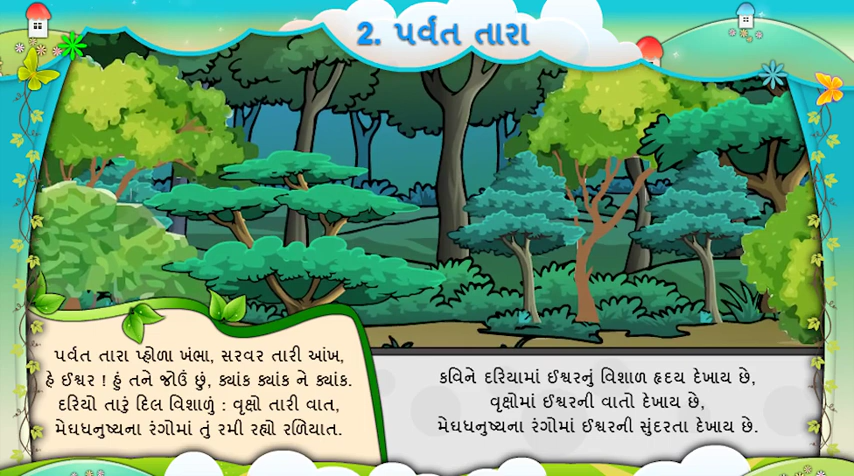 2. પર્વત તારા
પર્વત તારા પ્હોળા ખંભા, સરવર તારી આંખ,
હે ઈશ્વર ! હું તને જોઉં છું, ક્યાંક ક્યાંક ને ક્યાંક.
દરિયો તારું દિલ વિશાળું : વૃક્ષો તારી વાત,
મેઘધનુષ્યના રંગોમાં તું રમી રહ્યો રળિયાત.
કવિને દરિયામાં ઈશ્વરનું વિશાળ હૃદય દેખાય છે,
વૃક્ષોમાં ઈશ્વરની વાતો દેખાય છે,
મેઘધનુષ્યના રંગોમાં ઈશ્વરની સુંદરતા દેખાય છે.